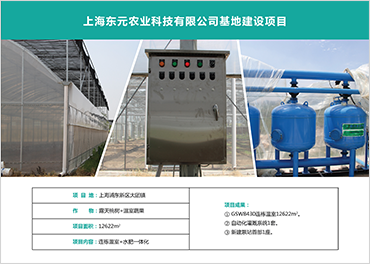 上海东元农业科技有限公司基地建设项目
项 目 地：上海浦东新区大团镇
作 物：露天桃树+温室蔬菜
项目面积：12622m²
项目内容：连栋温室+水肥一体化
项目成果：
① GSW8430连栋温室12622m²。
② 自动化灌溉系统1套。
③ 新建泵站首部1座。